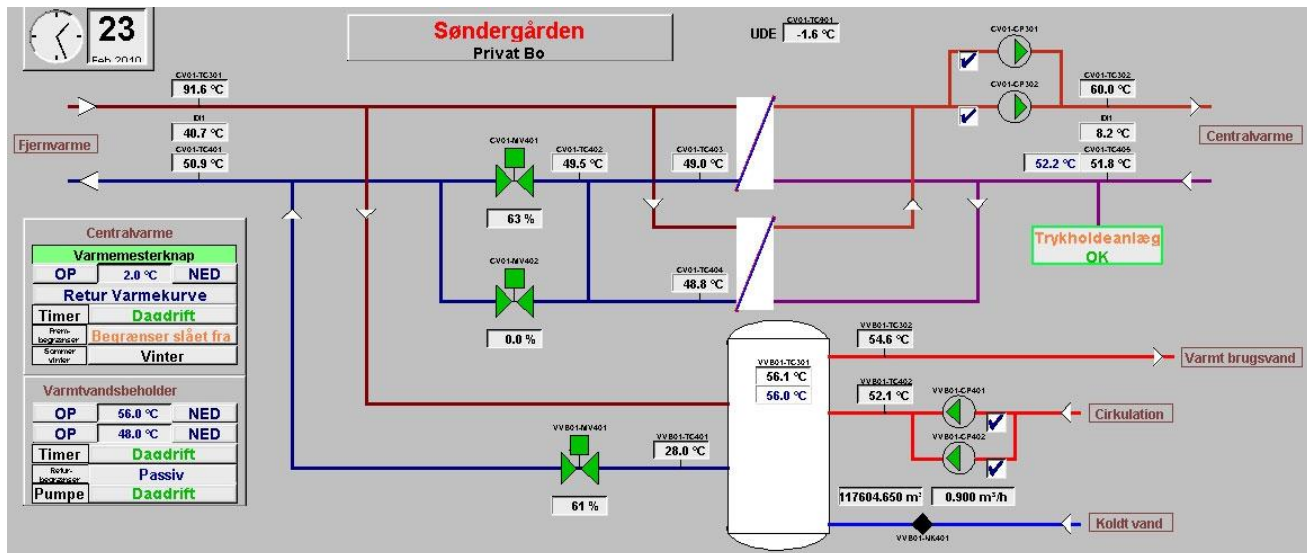 23
Feb 2010
Søndergården
Privat Bo
UDE
CV01-TC901
-1.6 °C
CV01-CP301
CV01-CP302
CV01-TC301
91.6 °C
DI1
40.7 °C
CV01-TC401
50.9 °C
Fjernvarme
CV01-MV401
63 %
CV01-TC402
49.5 °C
CV01-TC403
49.0 °C
CV01-TC302
60.0 °C
DI1
8.2 °C
CV01-TC405
52.2 °C 51.8 °C
Centralvarme
Trykholdeanlæg
OK
CV01-MV402
0.0 %
CV01-TC404
48.8 °C
Centralvarme
Varmemesterknap
OP 2.0 °C NED
Retur Varmekurve
Timer Dagdrift
Frem-
begrænser Begrænser slået fra
Sommer
vinter Vinter
Varmtvandsbeholder
OP 56.0 °C NED
OP 48.0 °C NED
Timer Dagdrift
Retur-
begrænser Passiv
Pumpe Dagdrift
VVB01-MV401
61 %
VVB01-TC401
28.0 °C
VVB01-TC301
56.1 °C
56.0 °C
VVB01-TC302
54.6 °C
Varmt brugsvand
VVB01-TC402
52.1 °C
VVB01-CP401
VVB01-CP402
Cirkulation
117604.650 m³
0.900 m³/h
VVB01-NK401
Koldt vand